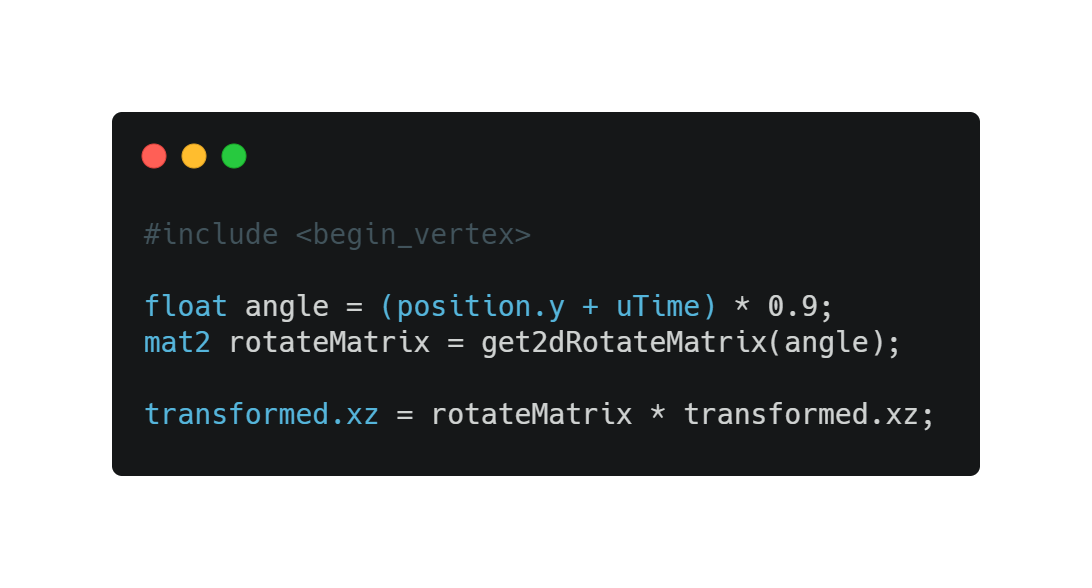 #include <begin_vertex>
float angle = (position.y + uTime) * 0.9;
mat2 rotateMatrix = get2dRotateMatrix(angle);
transformed.xz = rotateMatrix * transformed.xz;